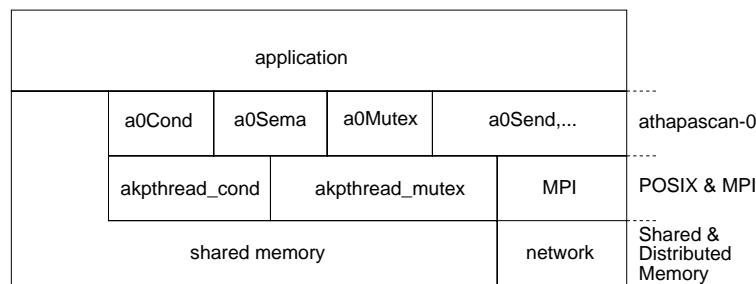 application
a0Cond a0Sema a0Mutex a0Send,... athapascan-0
akpthread_cond akpthread_mutex MPI POSIX & MPI
shared memory network Shared &
Distributed
Memory